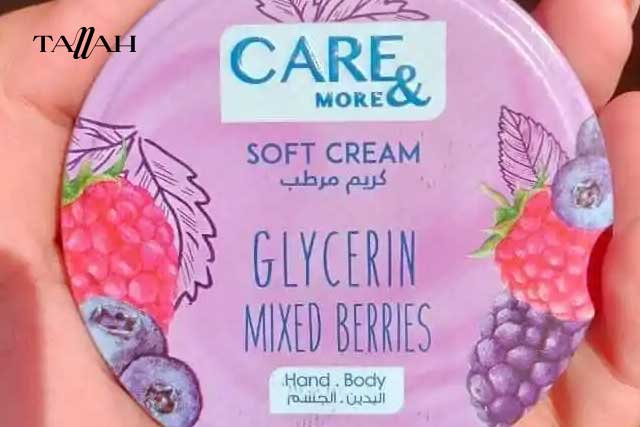 TALLAH
CARE
& MORE
SOFT CREAM
كريم مرطب
GLYCERIN
MIXED BERRIES
Hand . Body
اليدين . الجسم